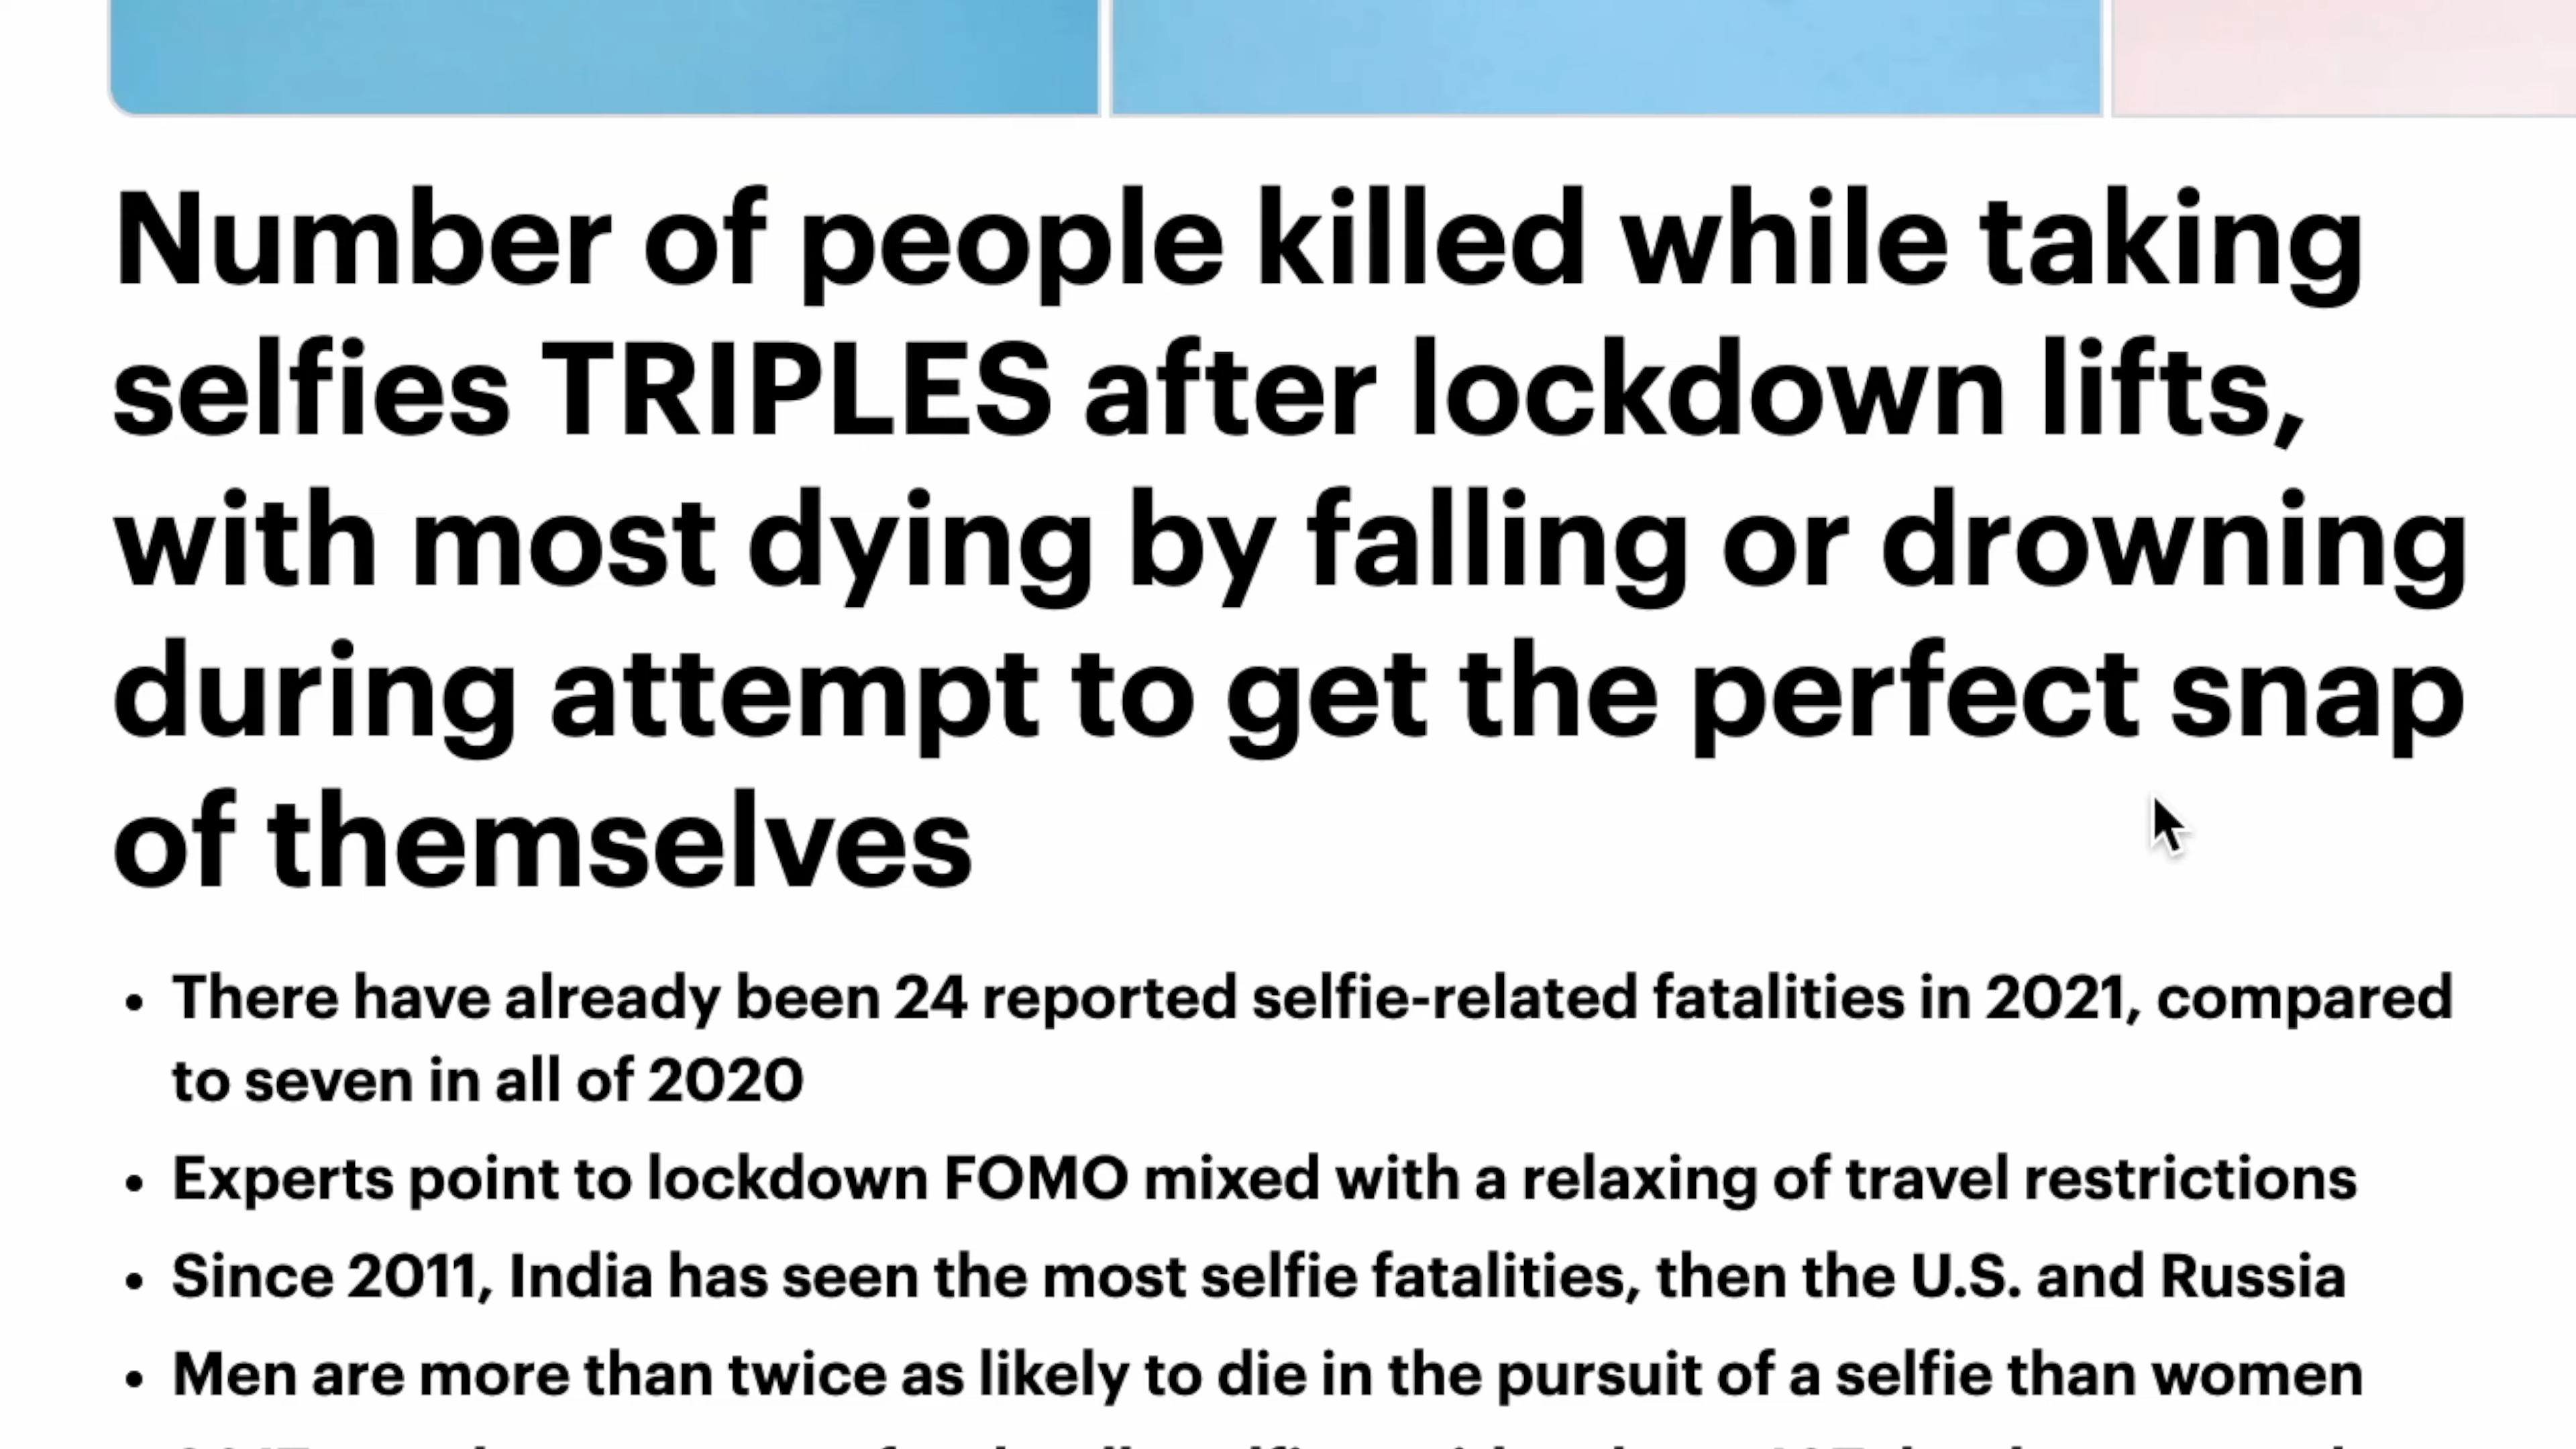 Number of people killed while taking
selfies TRIPLES after lockdown lifts,
with most dying by falling or drowning
during attempt to get the perfect snap
of themselves
• There have already been 24 reported selfie-related fatalities in 2021, compared
to seven in all of 2020
• Experts point to lockdown FOMO mixed with a relaxing of travel restrictions
• Since 2011, India has seen the most selfie fatalities, then the U.S. and Russia
• Men are more than twice as likely to die in the pursuit of a selfie than women